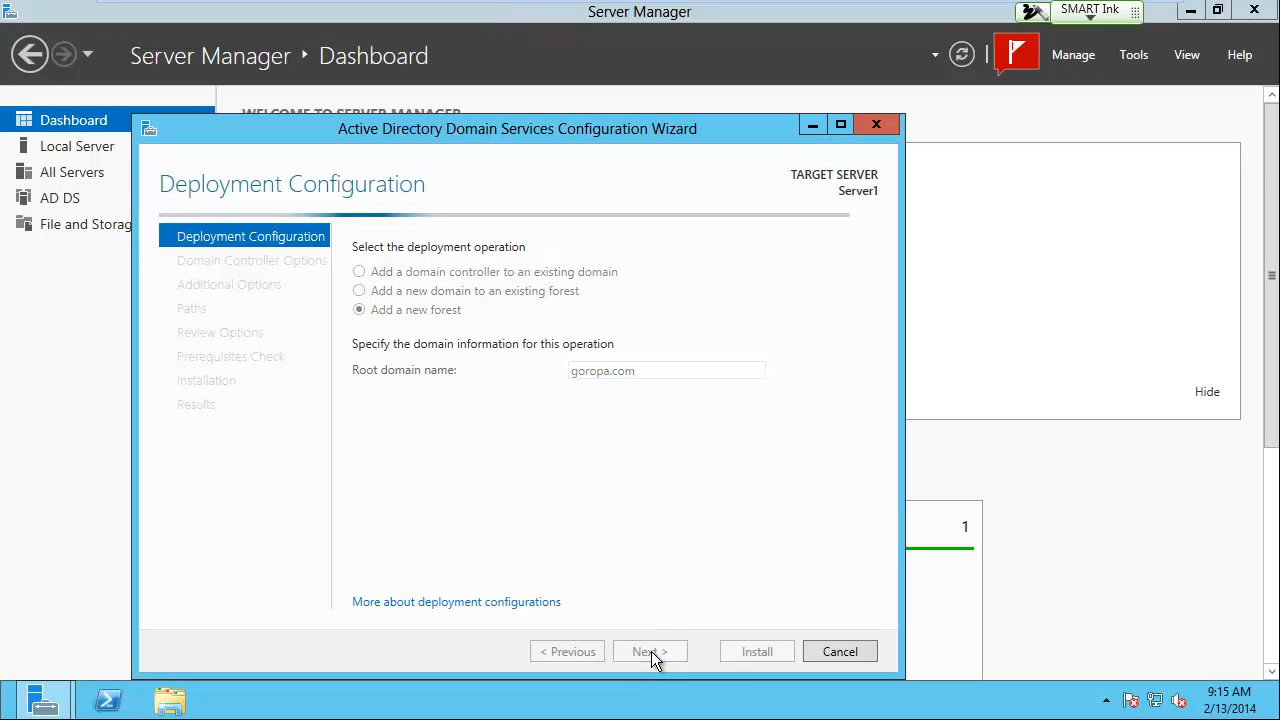 Server Manager
SMART Ink
Server Manager ‣ Dashboard
Manage Tools View Help
WELCOME TO SERVER MANAGER
Dashboard
Local Server
All Servers
AD DS
File and Storag
Active Directory Domain Services Configuration Wizard
Deployment Configuration
TARGET SERVER
Server1
Deployment Configuration
Domain Controller Options
Additional Options
Paths
Review Options
Prerequisites Check
Installation
Results
Select the deployment operation
Add a domain controller to an existing domain
Add a new domain to an existing forest
Add a new forest
Specify the domain information for this operation
Root domain name: goropa.com
More about deployment configurations
< Previous Next > Install Cancel
Hide
1
9:15 AM
2/13/2014